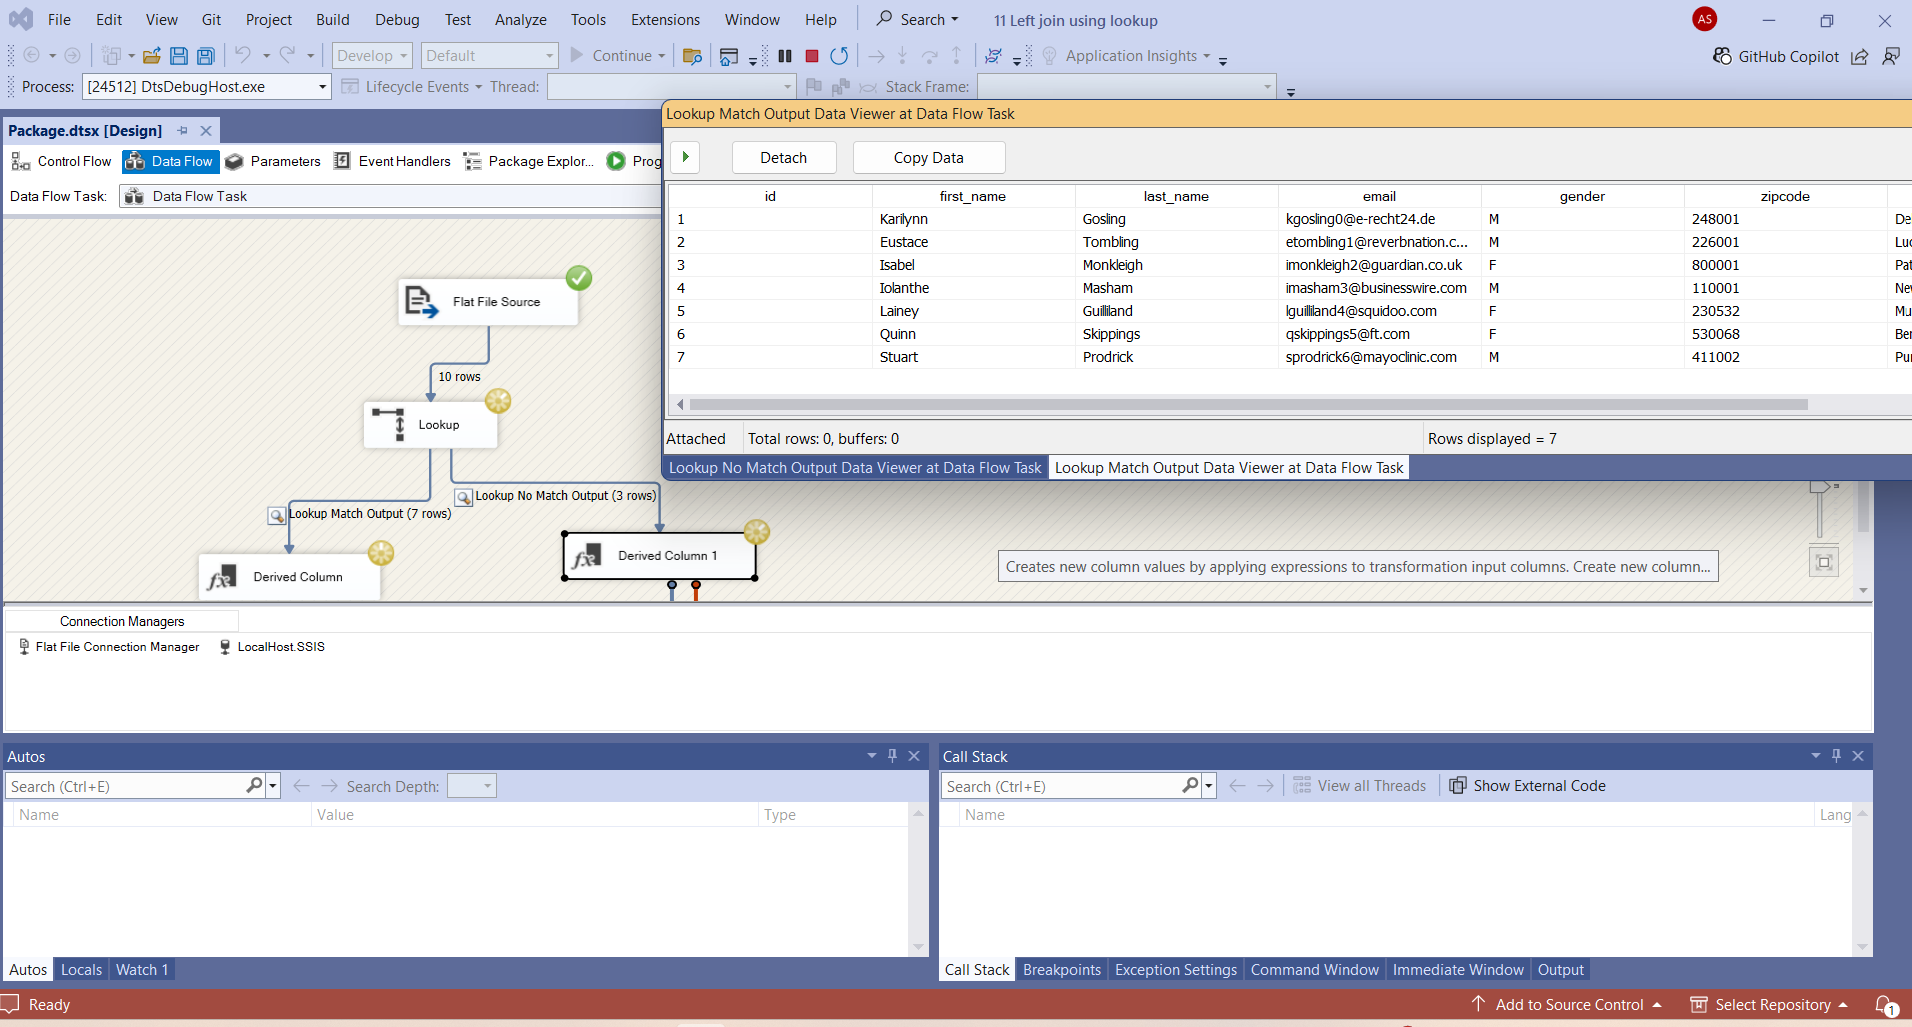 File Edit View Git Project Build Debug Test Analyze Tools Extensions Window Help Search 11 Left join using lookup AS
Develop Default Continue Application Insights GitHub Copilot
Process: [24512] DtsDebugHost.exe Lifecycle Events Thread: Stack Frame:
Package.dtsx [Design]
Control Flow Data Flow Parameters Event Handlers Package Explor... Prog
Data Flow Task: Data Flow Task
Lookup Match Output Data Viewer at Data Flow Task
Detach Copy Data
id first_name last_name email gender zipcode
1 Karilynn Gosling kgosling0@e-recht24.de M 248001 De
2 Eustace Tombling etombling1@reverbnation.c... M 226001 Luc
3 Isabel Monkleigh imonkleigh2@guardian.co.uk F 800001 Pat
4 Iolanthe Masham imasham3@businesswire.com M 110001 Nev
5 Lainey Guilliland lguilliland4@squidoo.com F 230532 Mu
6 Quinn Skippings qskippings5@ft.com F 530068 Ber
7 Stuart Prodrick sprodrick6@mayoclinic.com M 411002 Pur
Attached Total rows: 0, buffers: 0 Rows displayed = 7
Lookup No Match Output Data Viewer at Data Flow Task Lookup Match Output Data Viewer at Data Flow Task
Flat File Source
10 rows
Lookup
Lookup No Match Output (3 rows)
Lookup Match Output (7 rows)
fx Derived Column 1
fx Derived Column
Creates new column values by applying expressions to transformation input columns. Create new column...
Connection Managers
Flat File Connection Manager LocalHost.SSIS
Autos
Search (Ctrl+E) Search Depth:
Name Value Type
Autos Locals Watch 1
Call Stack
Search (Ctrl+E) View all Threads Show External Code
Name Lang
Call Stack Breakpoints Exception Settings Command Window Immediate Window Output
Ready Add to Source Control Select Repository 1